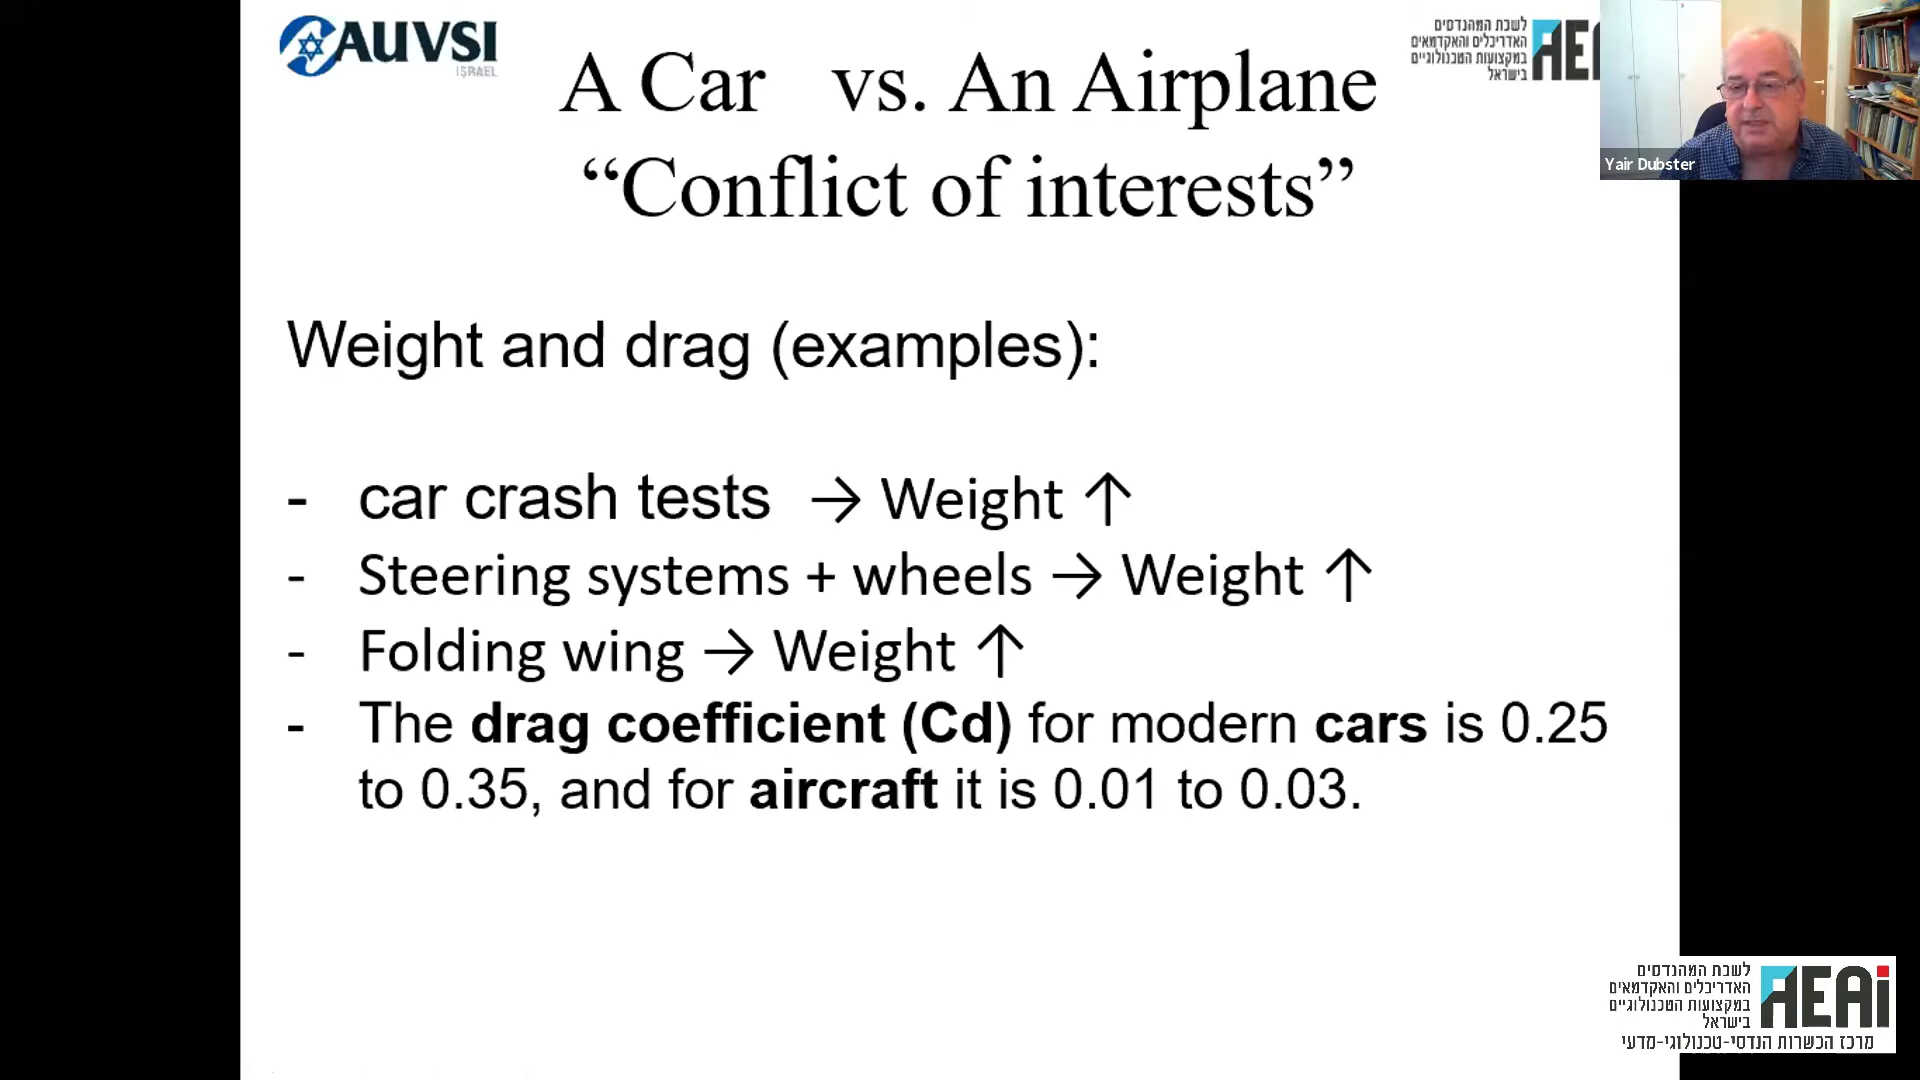 AUVSI
ISRAEL
A Car vs. An Airplane
“Conflict of interests”
לשכת המהנדסים
האדריכלים והאקדמאים
במקצועות הטכנולוגיים
בישראל
AE
Yair Dubster
Weight and drag (examples):
- car crash tests → Weight ↑
- Steering systems + wheels → Weight ↑
- Folding wing → Weight ↑
- The drag coefficient (Cd) for modern cars is 0.25
to 0.35, and for aircraft it is 0.01 to 0.03.
לשכת המהנדסים
האדריכלים והאקדמאים
במקצועות הטכנולוגיים
בישראל
AEAi
מרכז הכשרות הנדסי-טכנולוגי-מדעי